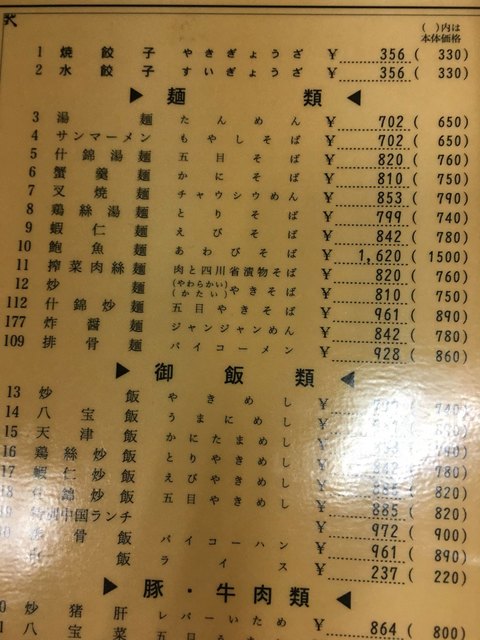 ( )内は
本体価格
1 焼餃子 やきぎょうざ ¥ 356 ( 330)
2 水餃子 すいぎょうざ ¥ 356 ( 330)
▶ 麺類 ◀
3 湯麺 たんめん ¥ 702 ( 650)
4 サンマーメン もやしそば ¥ 702 ( 650)
5 什錦湯麺 五目そば ¥ 820 ( 760)
6 蟹羹麺 かにそば ¥ 810 ( 750)
7 叉焼麺 チャウシウめん ¥ 853 ( 790)
8 鶏絲湯麺 とりそば ¥ 799 ( 740)
9 蝦仁麺 えびそば ¥ 842 ( 780)
10 鮑魚麺 あわびそば ¥ 1,620 ( 1500)
11 搾菜肉絲麺 肉と四川省漬物そば ¥ 820 ( 760)
12 炒麺 (やわらかい)(かたい)やきそば ¥ 810 ( 750)
112 什錦炒麺 五目やきそば ¥ 961 ( 890)
177 炸醤麺 ジャンジャンめん ¥ 842 ( 780)
109 排骨麺 パイコーメン ¥ 928 ( 860)
▶ 御飯類 ◀
13 炒飯 やきめし ¥ ( 740)
14 八宝飯 うまにめし ¥
15 天津飯 かにたまめし ¥ ( 790)
16 鶏絲炒飯 とりやきめし ¥ 842 ( 780)
17 蝦仁炒飯 えびやきめし ¥ 885 ( 820)
18 什錦炒飯 五目やきめし ¥ 885 ( 820)
中国ランチ ¥ 972 ( 900)
骨飯 パイコーハン ¥ 961 ( 890)
飯 ライス ¥ 237 ( 220)
▶ 豚・牛肉類 ◀
炒猪肝 レバーいため ¥ 864 ( 800)
八宝菜 五目うま